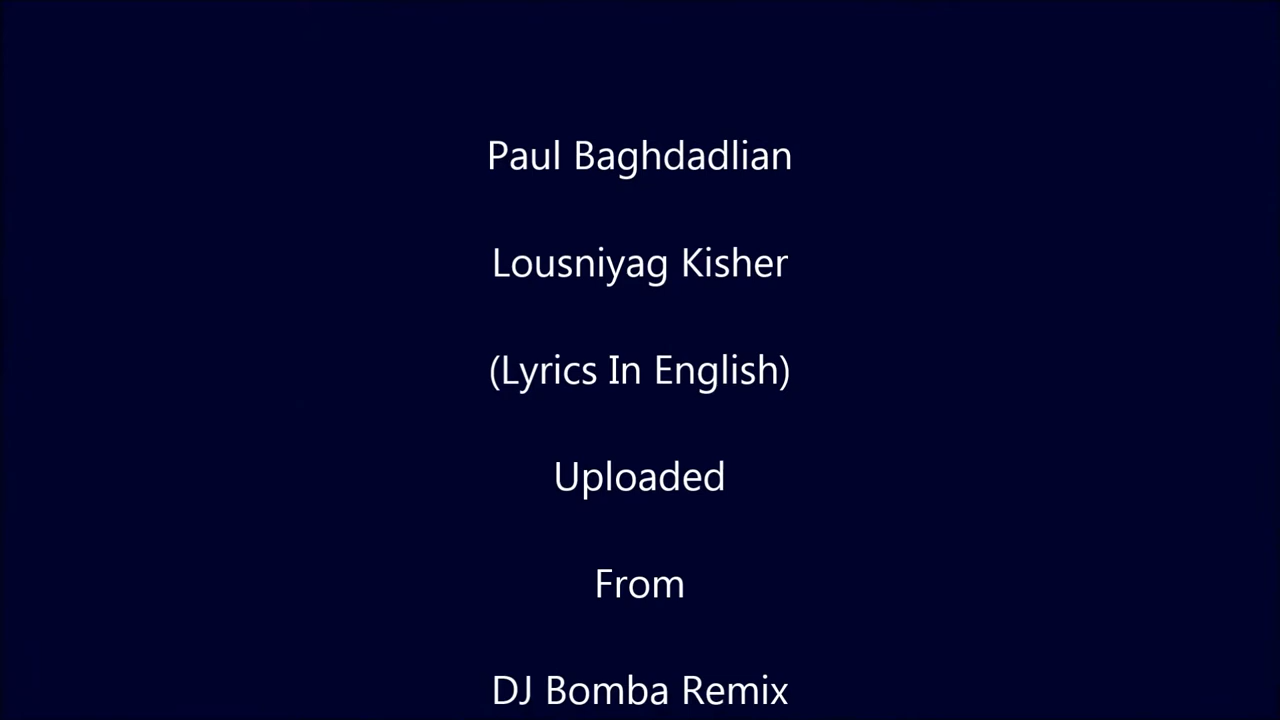 Paul Baghdadlian
Lousniyag Kisher
(Lyrics In English)
Uploaded
From
DJ Bomba Remix